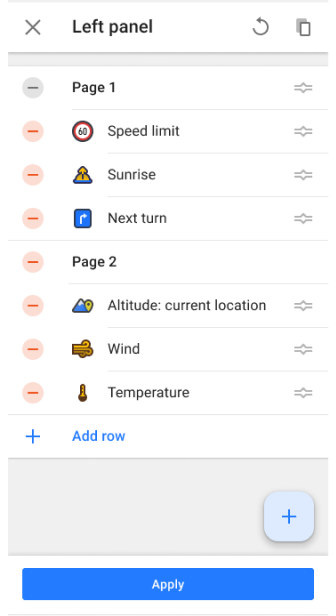 Left panel
Page 1
60
Speed limit
Sunrise
Next turn
Page 2
Altitude: current location
Wind
Temperature
Add row
Apply